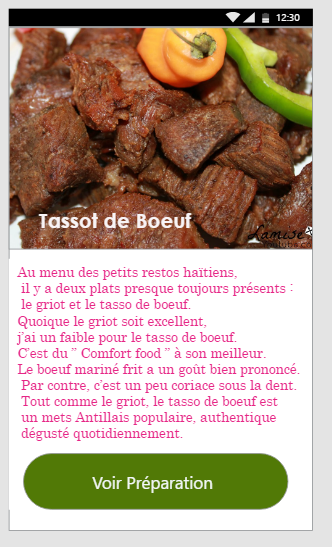 12:30
Tassot de Boeuf
Lamise
Au menu des petits restos haïtiens,
il y a deux plats presque toujours présents :
le griot et le tasso de boeuf.
Quoique le griot soit excellent,
j'ai un faible pour le tasso de boeuf.
C'est du " Comfort food " à son meilleur.
Le boeuf mariné frit a un goût bien prononcé.
Par contre, c'est un peu coriace sous la dent.
Tout comme le griot, le tasso de boeuf est
un mets Antillais populaire, authentique
dégusté quotidiennement.
Voir Préparation